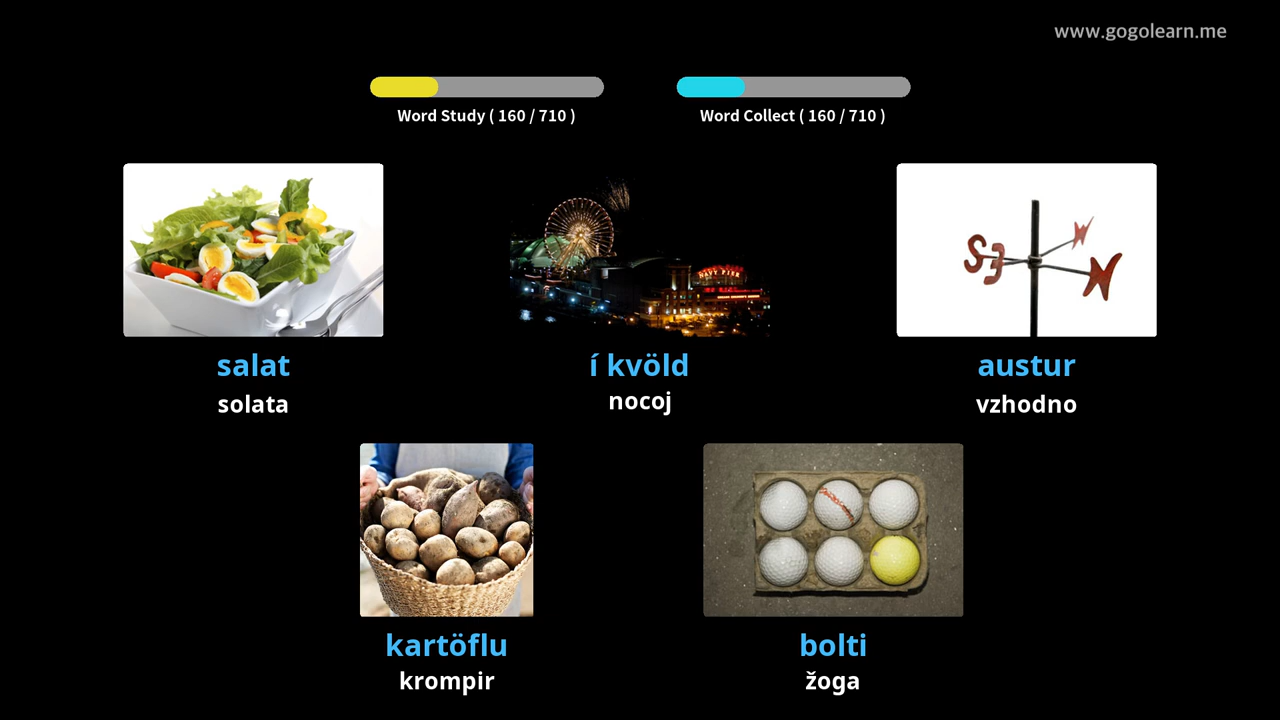 www.gogolearn.me
Word Study ( 160 / 710 )
Word Collect ( 160 / 710 )
salat
solata
í kvöld
nocoj
austur
vzhodno
kartöflu
krompir
bolti
žoga